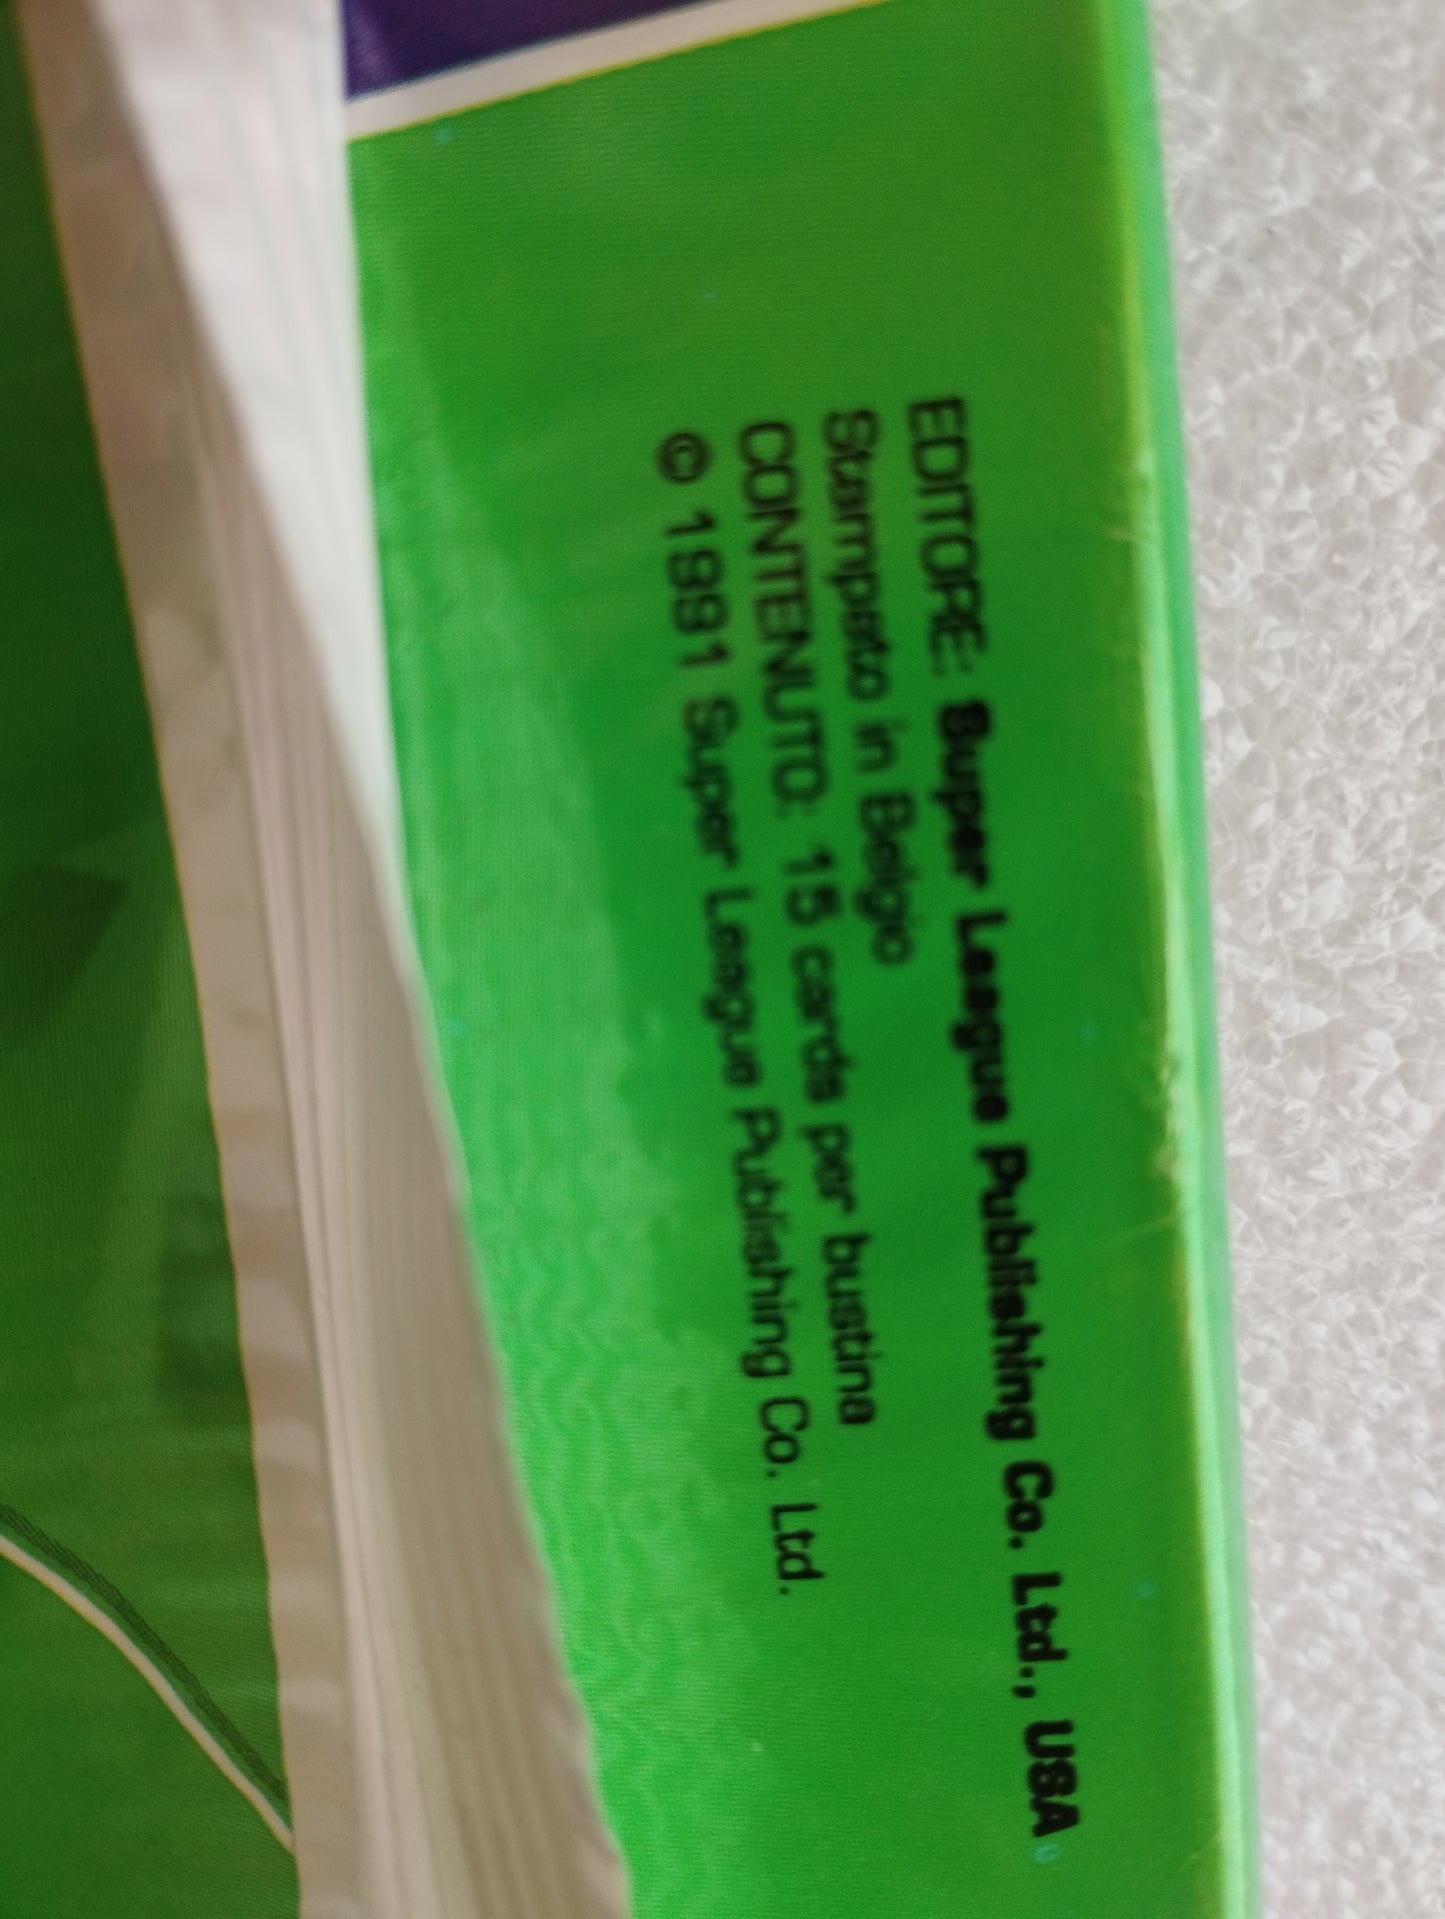 EDITORE: Super League Publishing Co. Ltd., USA
Stampato in Belgio
CONTENUTO: 15 cards per bustina
© 1991 Super League Publishing Co. Ltd.